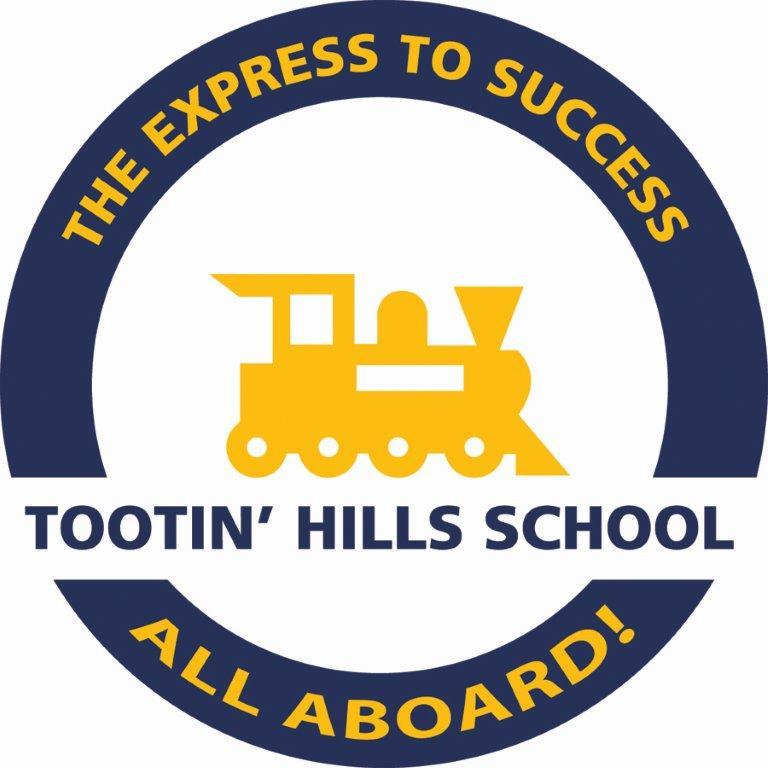 THE EXPRESS TO SUCCESS
TOOTIN' HILLS SCHOOL
ALL ABOARD!